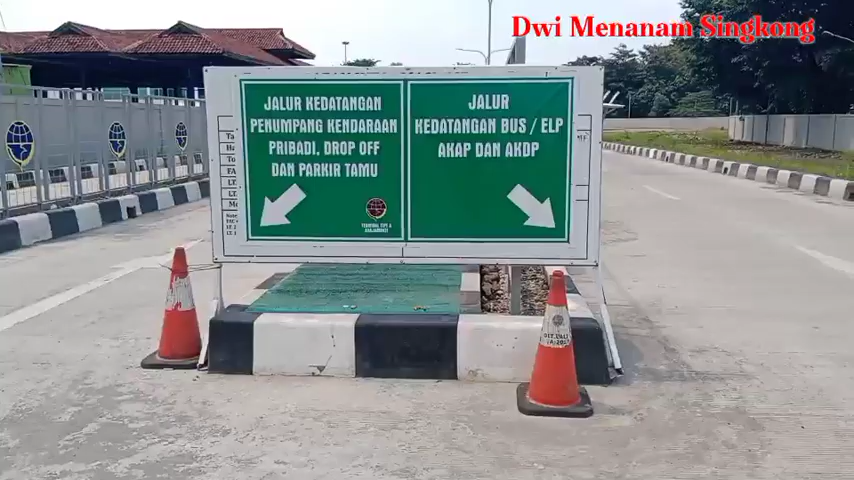 Dwi Menanam Singkong
JALUR KEDATANGAN
PENUMPANG KENDARAAN
PRIBADI, DROP OFF
DAN PARKIR TAMU
JALUR
KEDATANGAN BUS / ELP
AKAP DAN AKDP